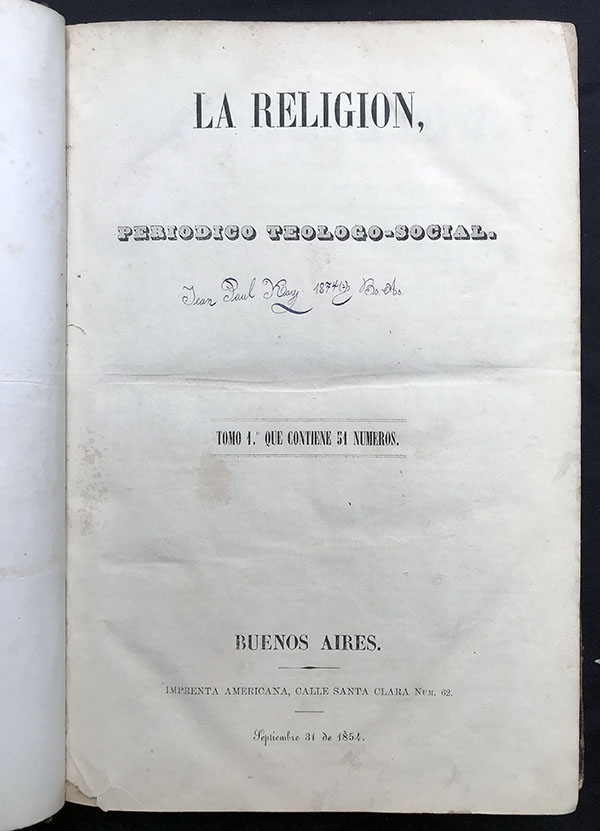 LA RELIGION,
PERIODICO TEOLOGO-SOCIAL.
Jean Paul 1874 Bs. As.
TOMO 1.° QUE CONTIENE 51 NUMEROS.
BUENOS AIRES.
IMPRENTA AMERICANA, CALLE SANTA CLARA NUM. 62.
Septiembre 31 de 1854.